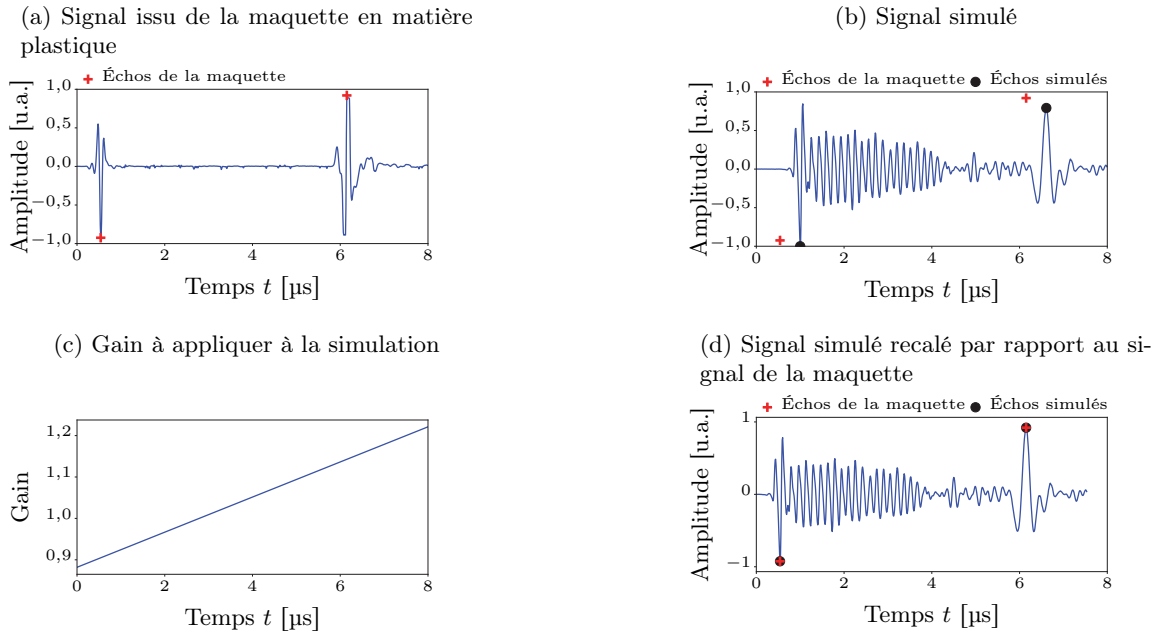 (a) Signal issu de la maquette en matière
plastique
Échos de la maquette
Amplitude [u.a.]
1,0
0,5
0,0
−0,5
−1,0
0 2 4 6 8
Temps t [µs]
(b) Signal simulé
Échos de la maquette Échos simulés
Amplitude [u.a.]
1,0
0,5
0,0
−0,5
−1,0
0 2 4 6 8
Temps t [µs]
(c) Gain à appliquer à la simulation
Gain
1,2
1,1
1,0
0,9
0 2 4 6 8
Temps t [µs]
(d) Signal simulé recalé par rapport au si-
gnal de la maquette
Échos de la maquette Échos simulés
Amplitude [u.a.]
1
0
−1
0 2 4 6 8
Temps t [µs]